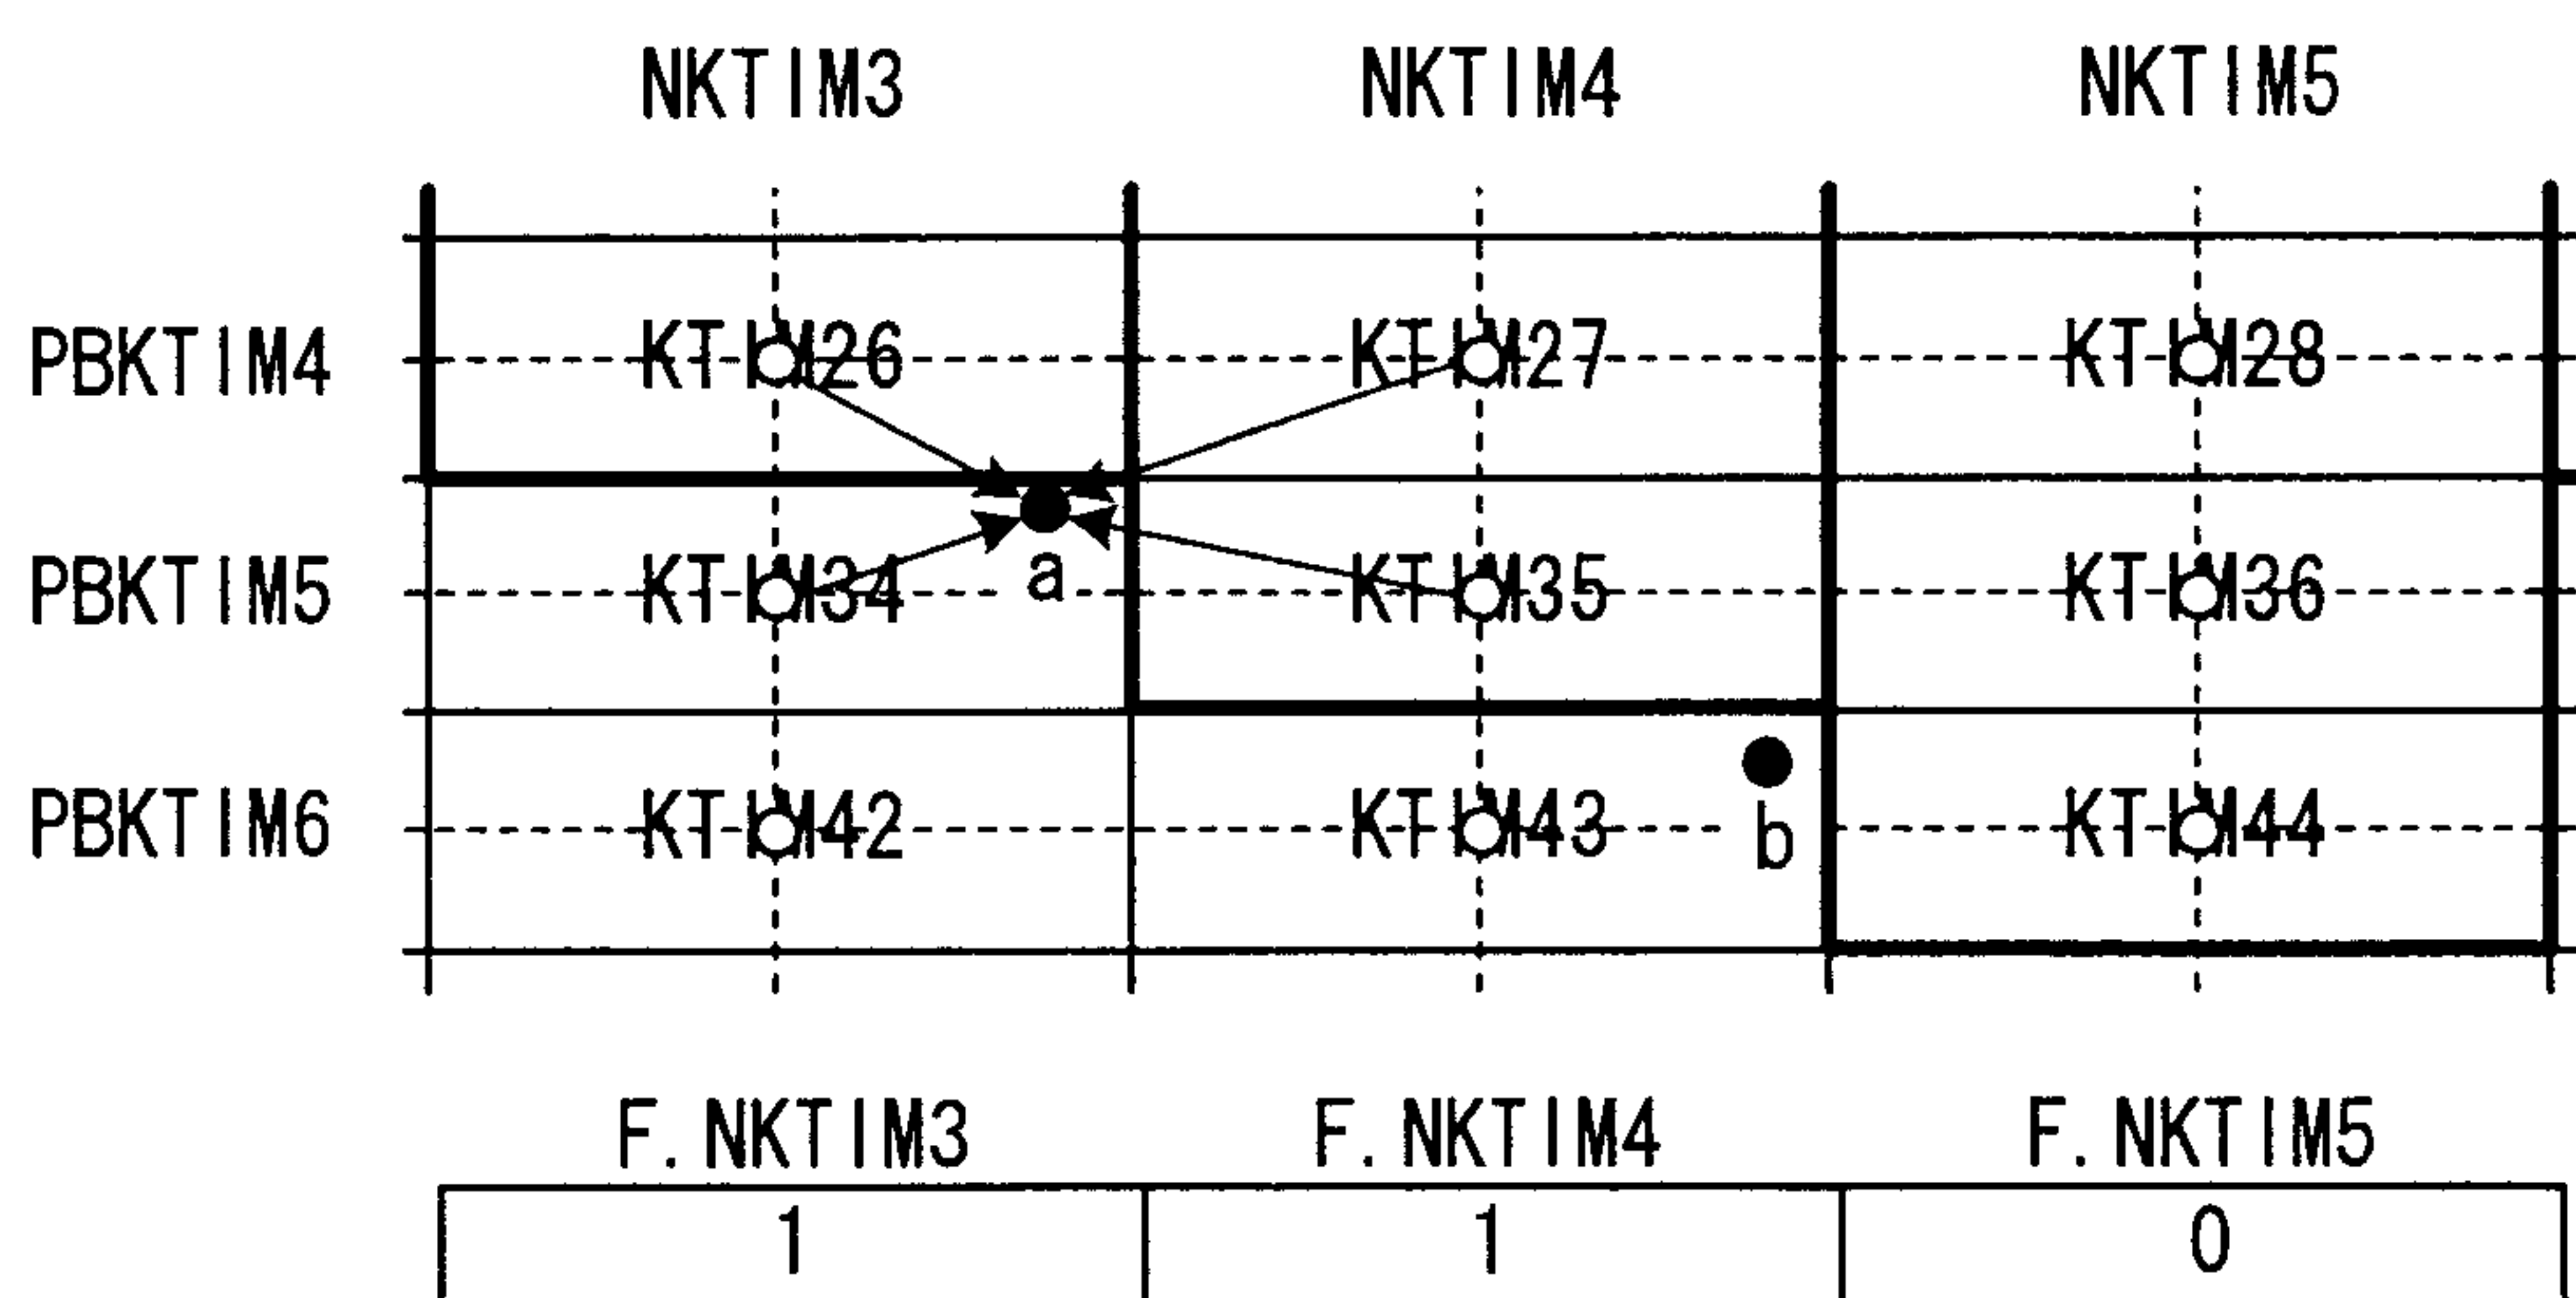 NKTIM3 NKTIM4 NKTIM5
PBKTIM4 KTIM26 KTIM27 KTIM28
a
PBKTIM5 KTIM34 KTIM35 KTIM36
PBKTIM6 KTIM42 KTIM43 KTIM44
b
F.NKTIM3 F.NKTIM4 F.NKTIM5
1 1 0